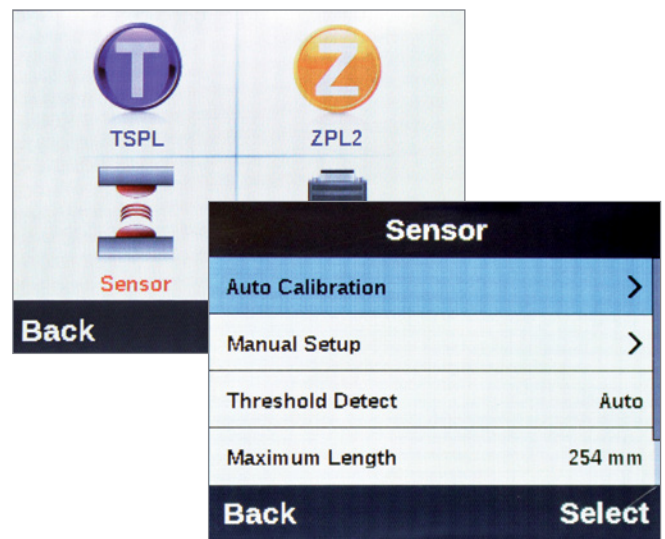 T Z
TSPL ZPL2
Sensor
Back
Sensor
Auto Calibration >
Manual Setup >
Threshold Detect Auto
Maximum Length 254 mm
Back Select